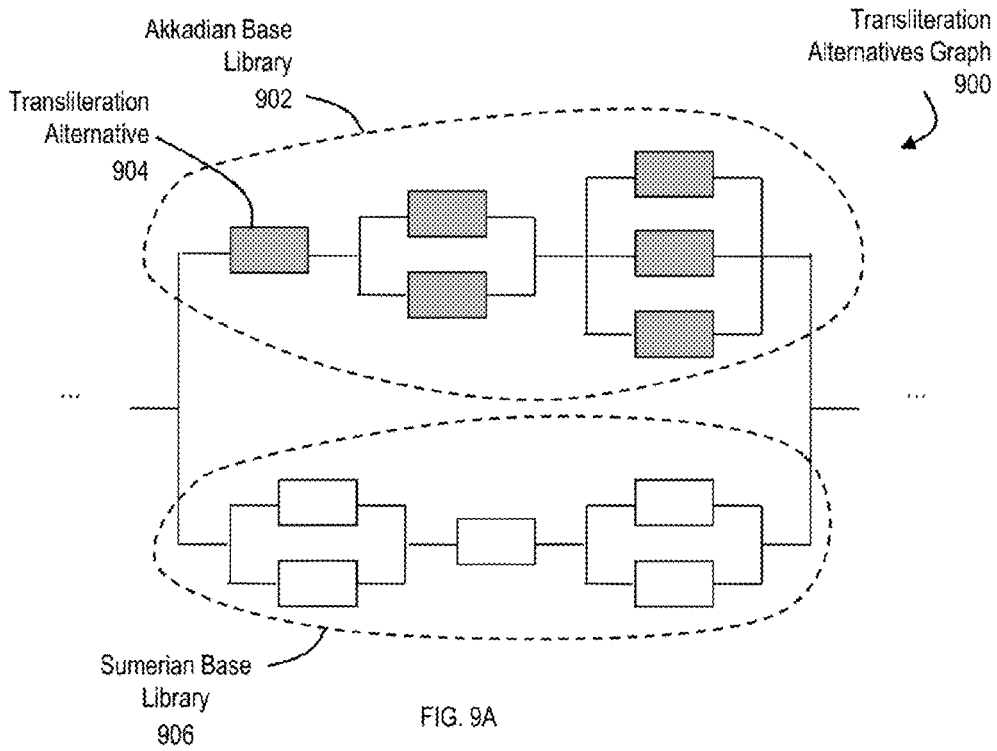 Akkadian Base
Library
902
Transliteration
Alternatives Graph
900
Transliteration
Alternative
904
...
...
Sumerian Base
Library
906
FIG. 9A